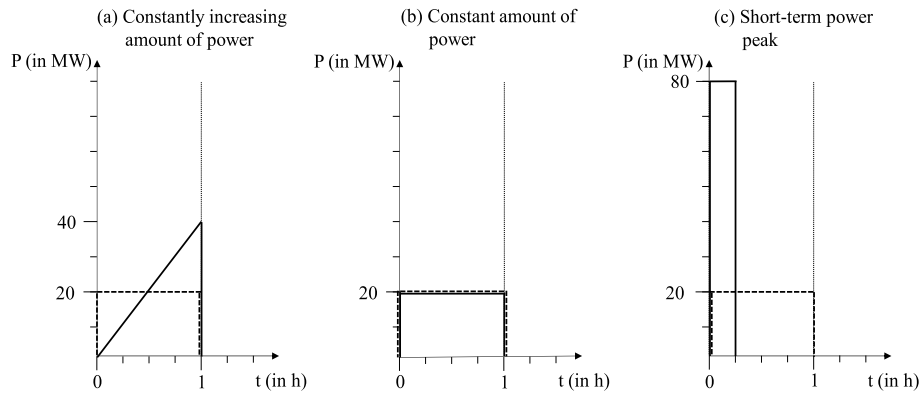 (a) Constantly increasing
amount of power
P (in MW)
40
20
0
1
t (in h)
(b) Constant amount of
power
P (in MW)
20
0
1
t (in h)
(c) Short-term power
peak
P (in MW)
80
20
0
1
t (in h)